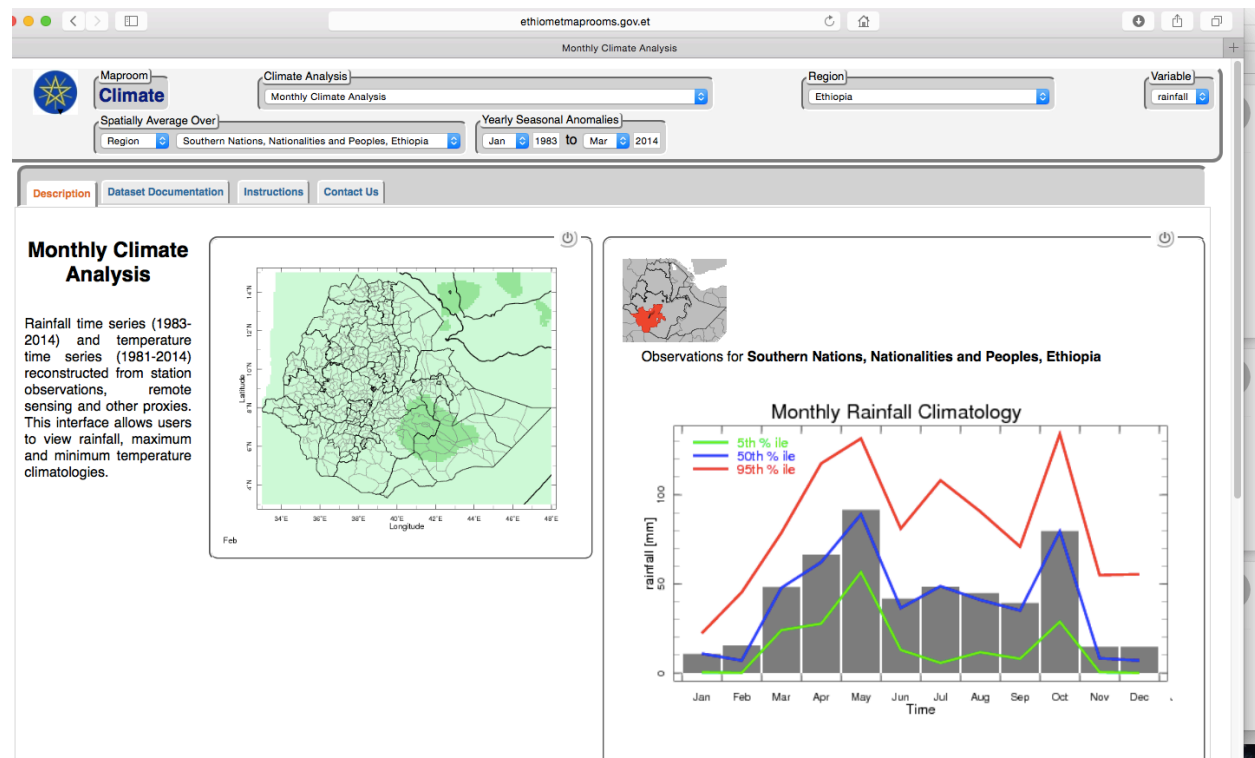 ethiometmaprooms.gov.et
Monthly Climate Analysis
Maproom
Climate
Climate Analysis
Monthly Climate Analysis
Region
Ethiopia
Variable
rainfall
Spatially Average Over
Region Southern Nations, Nationalities and Peoples, Ethiopia
Yearly Seasonal Anomalies
Jan 1983 to Mar 2014
Description Dataset Documentation Instructions Contact Us
Monthly Climate
Analysis
Rainfall time series (1983-
2014) and temperature
time series (1981-2014)
reconstructed from station
observations, remote
sensing and other proxies.
This interface allows users
to view rainfall, maximum
and minimum temperature
climatologies.
14°N
12°N
10°N
8°N
6°N
4°N
Latitude
34°E 36°E 38°E 40°E 42°E 44°E 46°E 48°E
Longitude
Feb
Observations for Southern Nations, Nationalities and Peoples, Ethiopia
Monthly Rainfall Climatology
5th % ile
50th % ile
95th % ile
rainfall [mm]
100
50
0
Jan Feb Mar Apr May Jun Jul Aug Sep Oct Nov Dec
Time